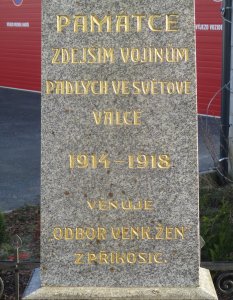 PAMÁTCE
ZDEJŠÍM VOJÍNŮM
PADLÝCH VE SVĚTOVÉ
VÁLCE
1914-1918
VĚNUJE
ODBOR VENK. ŽEN
Z PŘÍKOSIC